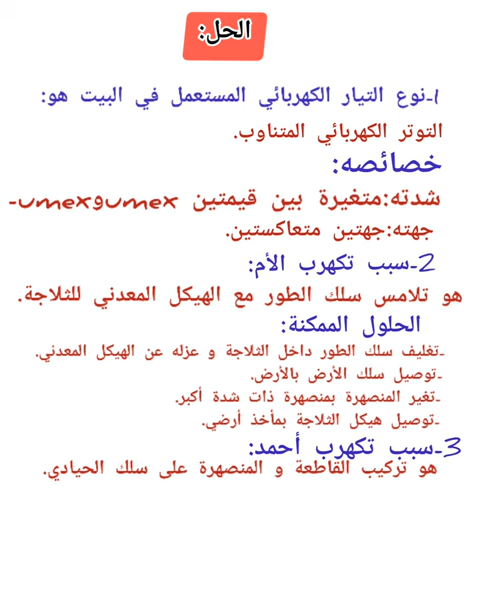 الحل:
1-نوع التيار الكهربائي المستعمل في البيت هو:
التوتر الكهربائي المتناوب.
خصائصه:
شدته:متغيرة بين قيمتين umexوumex-
جهته:جهتين متعاكستين.
2-سبب تكهرب الأم:
هو تلامس سلك الطور مع الهيكل المعدني للثلاجة.
الحلول الممكنة:
-تغليف سلك الطور داخل الثلاجة و عزله عن الهيكل المعدني.
-توصيل سلك الأرض بالأرض.
-تغير المنصهرة بمنصهرة ذات شدة أكبر.
-توصيل هيكل الثلاجة بمأخذ أرضي.
3-سبب تكهرب أحمد:
هو تركيب القاطعة و المنصهرة على سلك الحيادي.